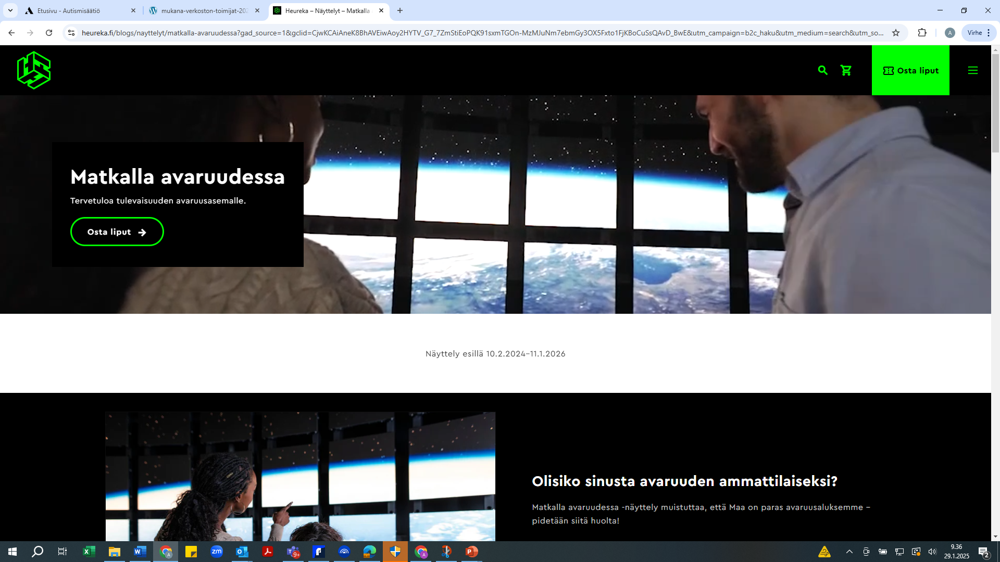 Etusivu - Autismisäätiö
mukana-verkoston-toimijat-202
Heureka – Näyttelyt – Matkalla
heureka.fi/blogs/nayttelyt/matkalla-avaruudessa?gad_source=1&gclid=CjwKCAiAneK8BhAVEiwAoy2HYTV_G7_7ZmStiEoPQK91sxmTGOn-MzMJuNm7ebmGy3OX5Fxto1FjKBoCuSsQAvD_BwE&utm_campaign=b2c_haku&utm_medium=search&utm_so...
A
Virhe
Osta liput
Matkalla avaruudessa
Tervetuloa tulevaisuuden avaruusasemalle.
Osta liput
Näyttely esillä 10.2.2024–11.1.2026
Olisiko sinusta avaruuden ammattilaiseksi?
Matkalla avaruudessa -näyttely muistuttaa, että Maa on paras avaruusaluksemme –
pidetään siitä huolta!
9.36
29.1.2025
2